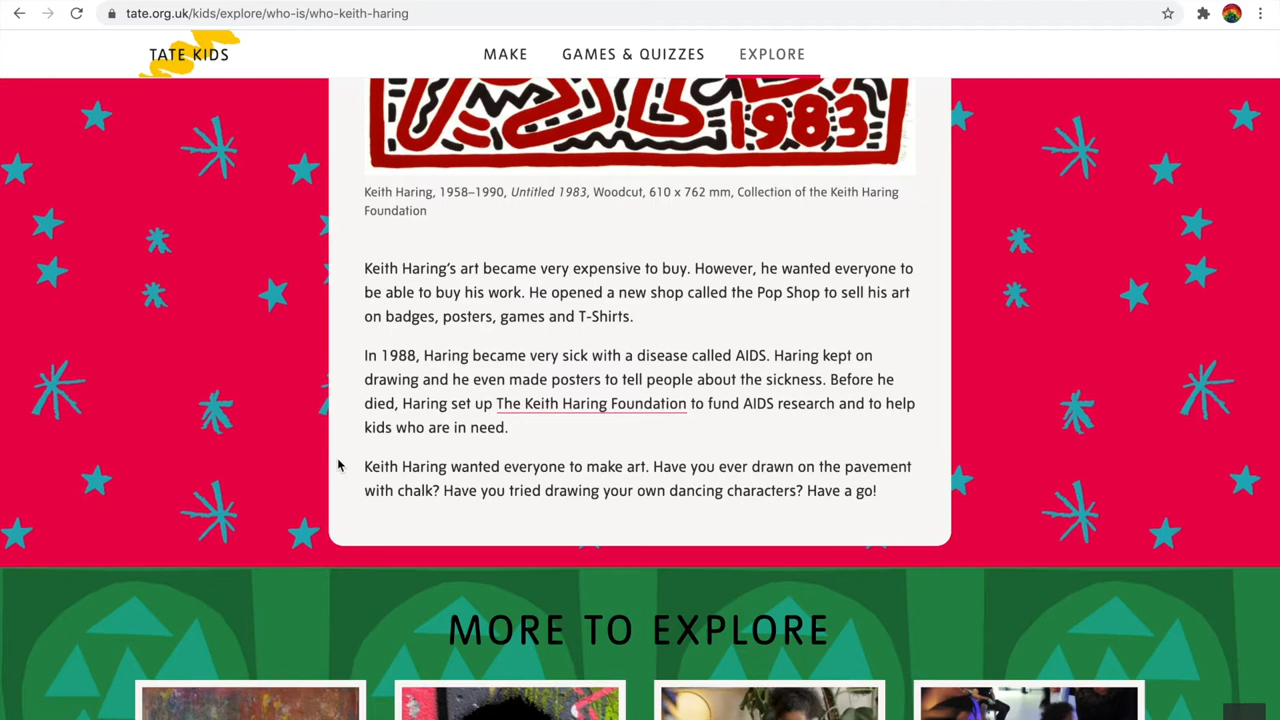 tate.org.uk/kids/explore/who-is/who-keith-haring
TATE KIDS
MAKE
GAMES & QUIZZES
EXPLORE
1983
Keith Haring, 1958–1990, Untitled 1983, Woodcut, 610 x 762 mm, Collection of the Keith Haring
Foundation
Keith Haring’s art became very expensive to buy. However, he wanted everyone to
be able to buy his work. He opened a new shop called the Pop Shop to sell his art
on badges, posters, games and T-Shirts.
In 1988, Haring became very sick with a disease called AIDS. Haring kept on
drawing and he even made posters to tell people about the sickness. Before he
died, Haring set up The Keith Haring Foundation to fund AIDS research and to help
kids who are in need.
Keith Haring wanted everyone to make art. Have you ever drawn on the pavement
with chalk? Have you tried drawing your own dancing characters? Have a go!
MORE TO EXPLORE